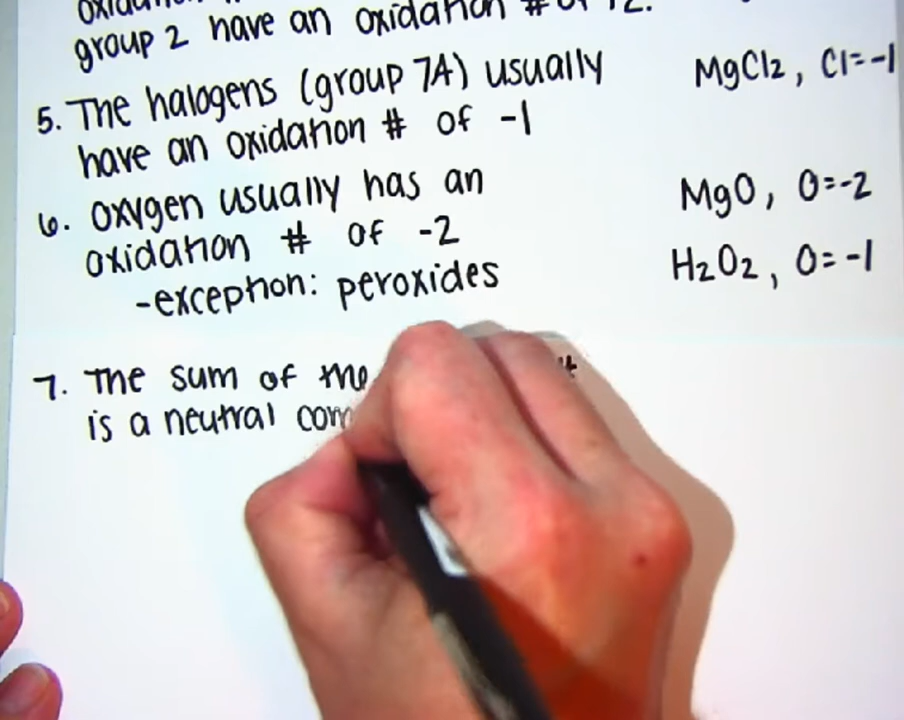 group 2 have an oxidation # of +2.
5. The halogens (group 7A) usually
have an oxidation # of -1
MgCl2, Cl=-1
6. oxygen usually has an
oxidation # of -2
-exception: peroxides
MgO, O=-2
H2O2, O=-1
7. The sum of the #
is a neutral com